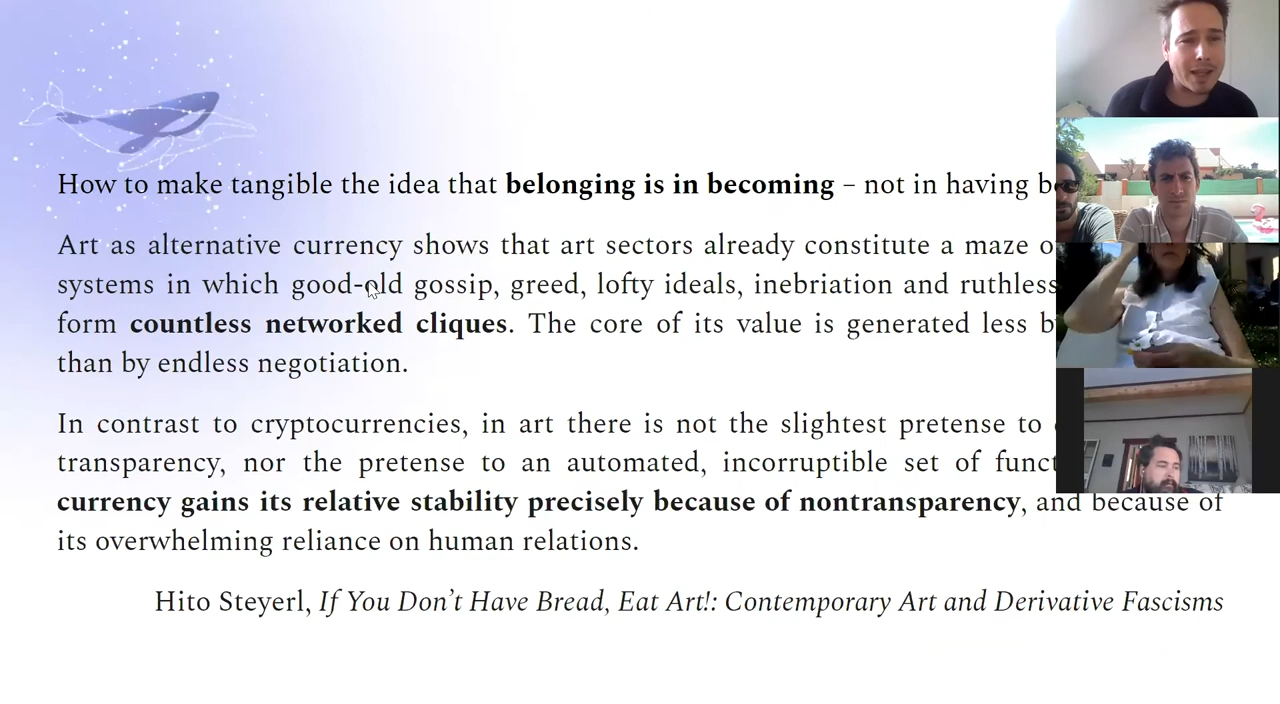 How to make tangible the idea that belonging is in becoming – not in having
Art as alternative currency shows that art sectors already constitute a maze
systems in which good-old gossip, greed, lofty ideals, inebriation and ruthless
form countless networked cliques. The core of its value is generated less
than by endless negotiation.
In contrast to cryptocurrencies, in art there is not the slightest pretense to
transparency, nor the pretense to an automated, incorruptible set of
currency gains its relative stability precisely because of nontransparency, and because of
its overwhelming reliance on human relations.
Hito Steyerl, If You Don’t Have Bread, Eat Art!: Contemporary Art and Derivative Fascisms